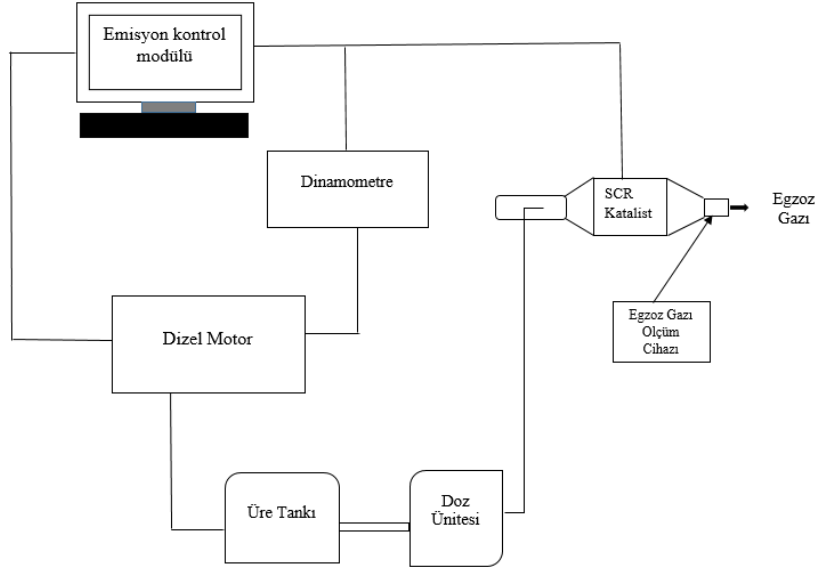 Emisyon kontrol
modülü
Dinamometre
SCR
Katalist
Egzoz
Gazı
Egzoz Gazı
Olçüm
Cihazı
Dizel Motor
Üre Tankı
Doz
Ünitesi